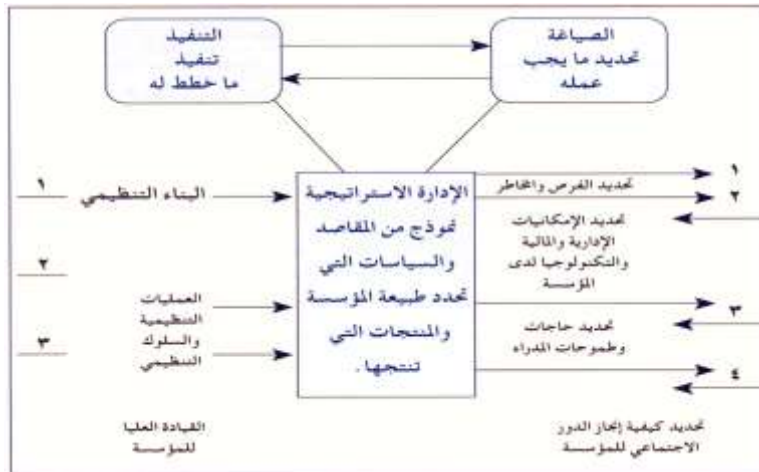 الصياغة
تحديد ما يجب
عمله
التنفيذ
تنفيذ
ما خطط له
الإدارة الاستراتيجية
نموذج من المقاصد
والسياسات التي
تحدد طبيعة المؤسسة
والمنتجات التي
تنتجها.
١
تحديد الفرص والمخاطر
٢
تحديد الإمكانيات
الإدارية والمالية
والتكنولوجيا لدى
المؤسسة
٣
تحديد حاجات
وطموحات المدراء
٤
تحديد كيفية إنجاز الدور
الاجتماعي للمؤسسة
١
البناء التنظيمي
٢
العمليات
التنظيمية
والسلوك
التنظيمي
٣
القيادة العليا
للمؤسسة